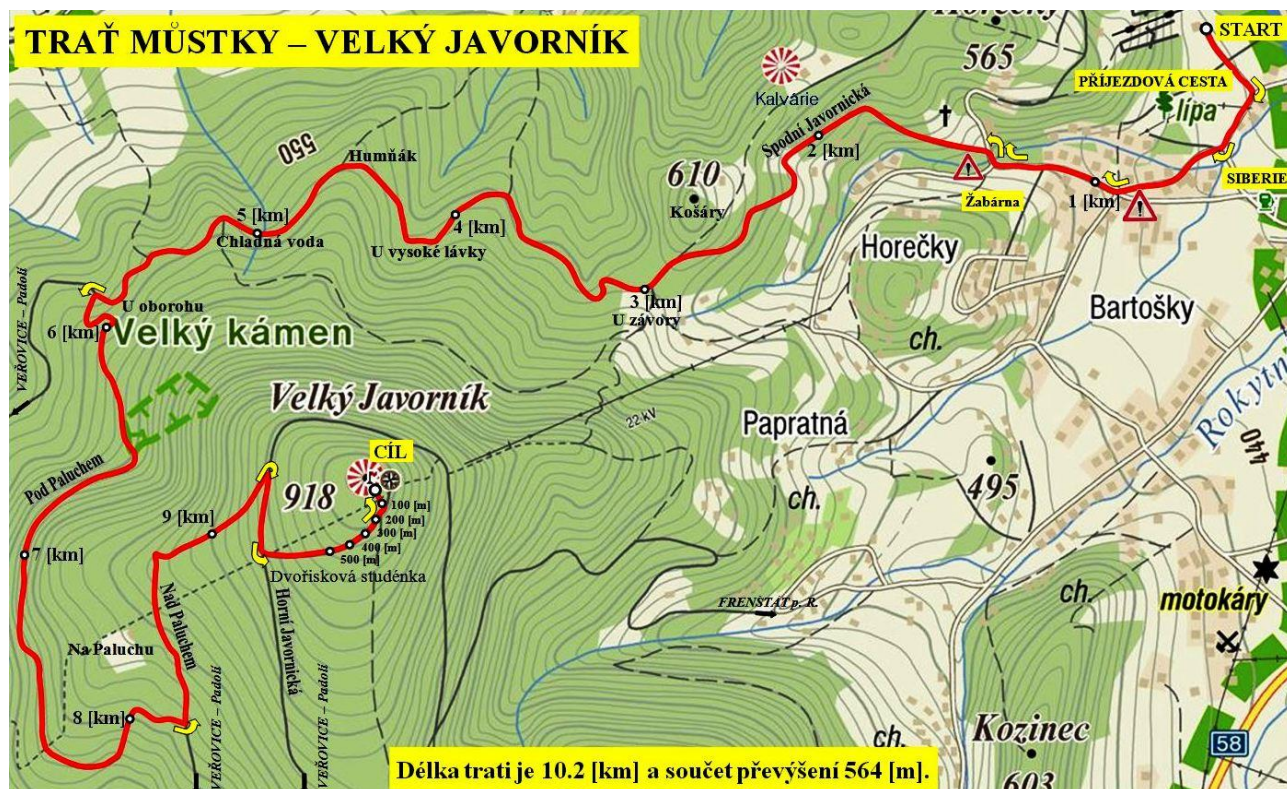 TRAŤ MŮSTKY – VELKÝ JAVORNÍK
START
565
PŘÍJEZDOVÁ CESTA
Kalvárie
lípa
Spodní Javornická
2 [km]
SIBERIE
550
Humňák
610
Košáry
Žabárna
1 [km]
5 [km]
Chladná voda
4 [km]
U vysoké lávky
Horečky
Bartošky
3 [km]
U závory
U oborohu
6 [km]
Velký kámen
VEŘOVICE – Padolí
ch.
Velký Javorník
22 kV
Papratná
Rokytn
440
CÍL
918
Pod Paluchem
9 [km]
100 [m]
200 [m]
300 [m]
400 [m]
500 [m]
Dvořisková studénka
495
ch.
7 [km]
Nad Paluchem
Horní Javornická
FRENŠTÁT p. R.
ch.
motokáry
Na Paluchu
8 [km]
VEŘOVICE – Padolí
VEŘOVICE – Padolí
Kozinec
603
ch.
58
Délka trati je 10.2 [km] a součet převýšení 564 [m].